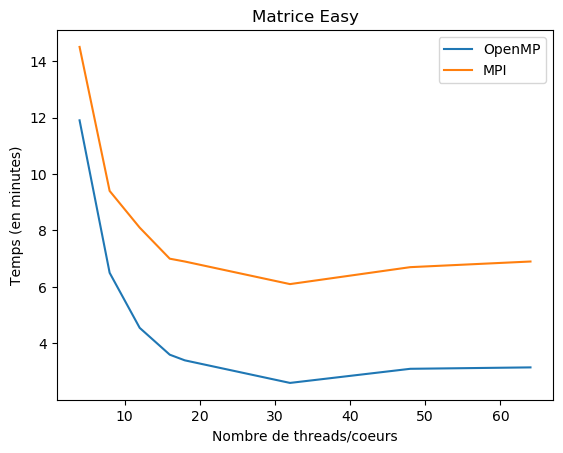 Matrice Easy
OpenMP
MPI
Temps (en minutes)
14
12
10
8
6
4
10 20 30 40 50 60
Nombre de threads/coeurs